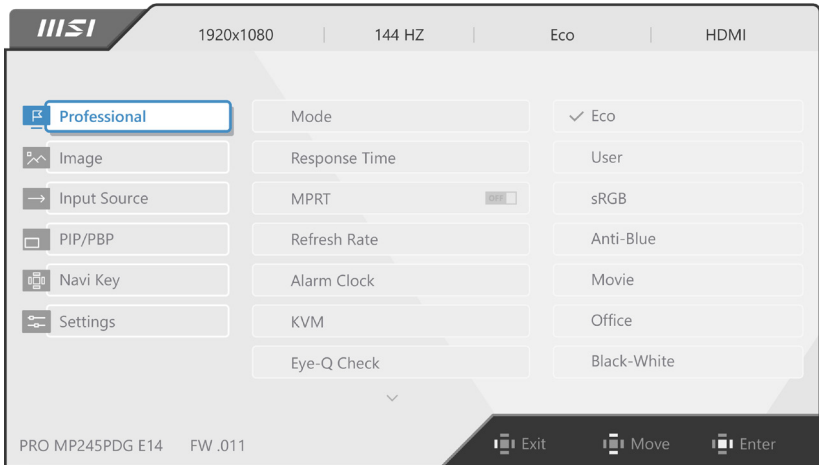 msi
1920x1080 144 HZ Eco HDMI
Professional Mode Eco
Image Response Time User
Input Source MPRT OFF sRGB
PIP/PBP Refresh Rate Anti-Blue
Navi Key Alarm Clock Movie
Settings KVM Office
Eye-Q Check Black-White
PRO MP245PDG E14 FW .011 Exit Move Enter